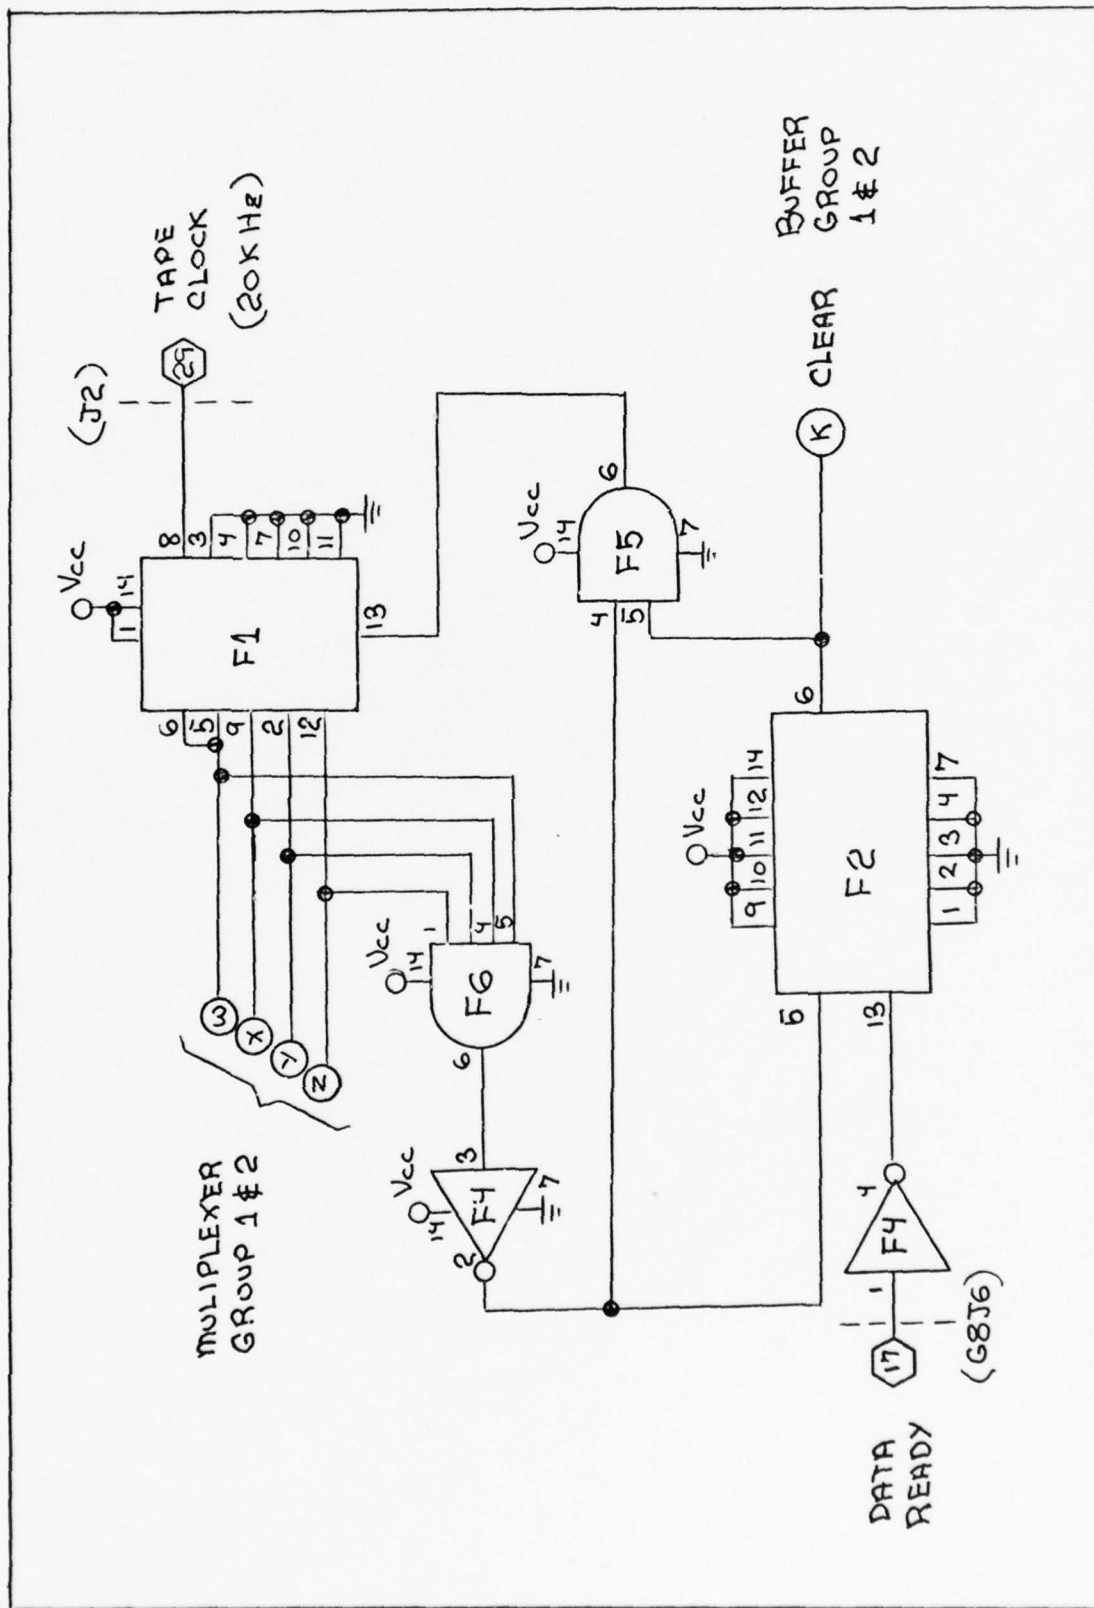 MULIPLEXER
GROUP 1 & 2
W
X
Y
Z
6
5
9
2
12
F1
Vcc
1
14
8
3
4
7
10
11
13
(J2)
29
TAPE
CLOCK
(20KHz)
Vcc
14
3
F4
2
7
Vcc
14
1
4
5
F6
6
7
Vcc
14
4
5
F5
6
7
DATA
READY
17
(G8J6)
1
F4
4
5
13
Vcc
9
10
11
12
14
F2
1
2
3
4
7
6
K
CLEAR
BUFFER
GROUP
1 & 2